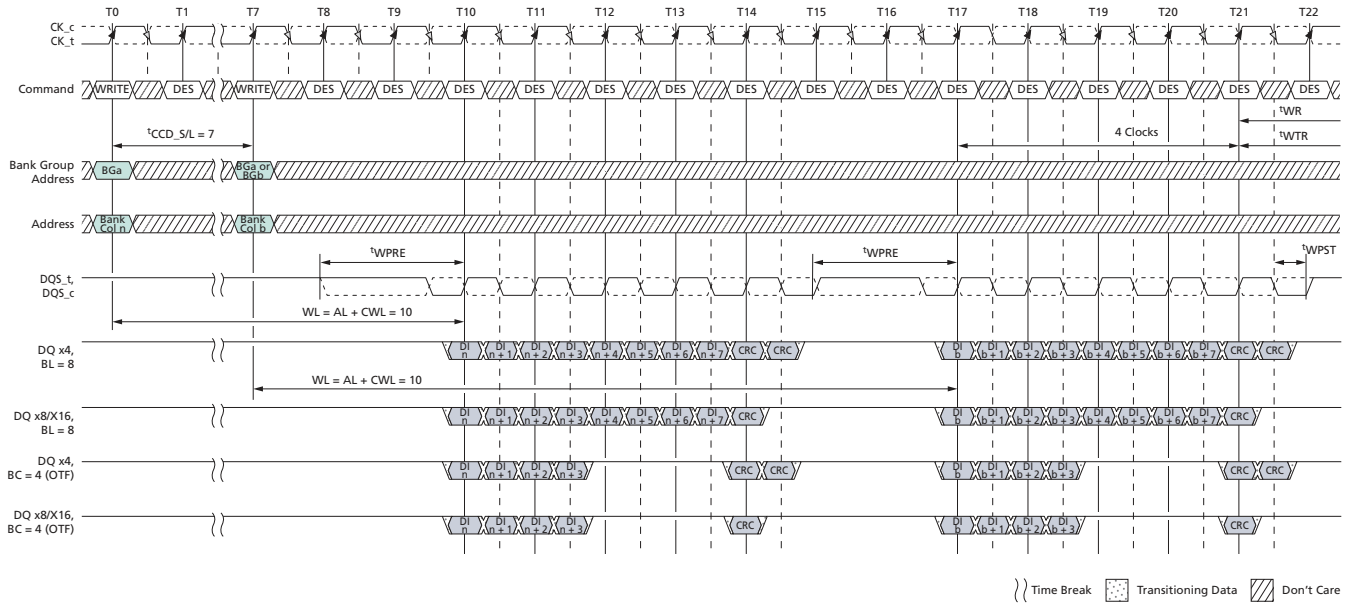 T0 T1 T7 T8 T9 T10 T11 T12 T13 T14 T15 T16 T17 T18 T19 T20 T21 T22
CK_c
CK_t
Command WRITE DES WRITE DES DES DES DES DES DES DES DES DES DES DES DES DES DES DES
tWR
tCCD_S/L = 7
4 Clocks
tWTR
Bank Group
Address
BGa
BGa or
BGb
Address
Bank
Col n
Bank
Col b
tWPRE tWPRE tWPST
DQS_t,
DQS_c
WL = AL + CWL = 10
DQ x4,
BL = 8
DI n DI n + 1 DI n + 2 DI n + 3 DI n + 4 DI n + 5 DI n + 6 DI n + 7 CRC CRC DI b DI b + 1 DI b + 2 DI b + 3 DI b + 4 DI b + 5 DI b + 6 DI b + 7 CRC CRC
WL = AL + CWL = 10
DQ x8/X16,
BL = 8
DI n DI n + 1 DI n + 2 DI n + 3 DI n + 4 DI n + 5 DI n + 6 DI n + 7 CRC DI b DI b + 1 DI b + 2 DI b + 3 DI b + 4 DI b + 5 DI b + 6 DI b + 7 CRC
DQ x4,
BC = 4 (OTF)
DI n DI n + 1 DI n + 2 DI n + 3 CRC CRC DI b DI b + 1 DI b + 2 DI b + 3 CRC CRC
DQ x8/X16,
BC = 4 (OTF)
DI n DI n + 1 DI n + 2 DI n + 3 CRC DI b DI b + 1 DI b + 2 DI b + 3 CRC
Time Break Transitioning Data Don't Care